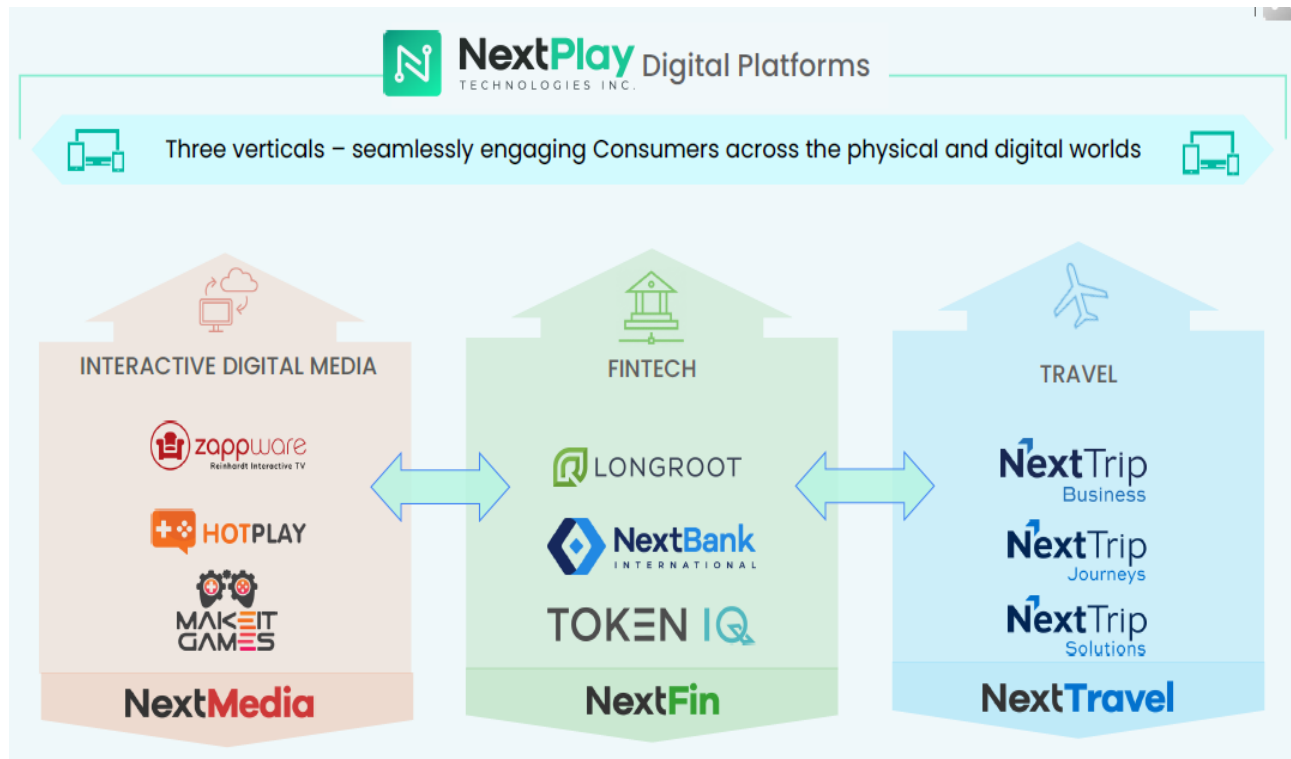 NextPlay Digital Platforms
TECHNOLOGIES INC.
Three verticals – seamlessly engaging Consumers across the physical and digital worlds
INTERACTIVE DIGITAL MEDIA
zappware
Reinhardt Interactive TV
HOTPLAY
MAKEIT
GAMES
NextMedia
FINTECH
LONGROOT
NextBank
INTERNATIONAL
TOKEN IQ
NextFin
TRAVEL
NextTrip
Business
NextTrip
Journeys
NextTrip
Solutions
NextTravel